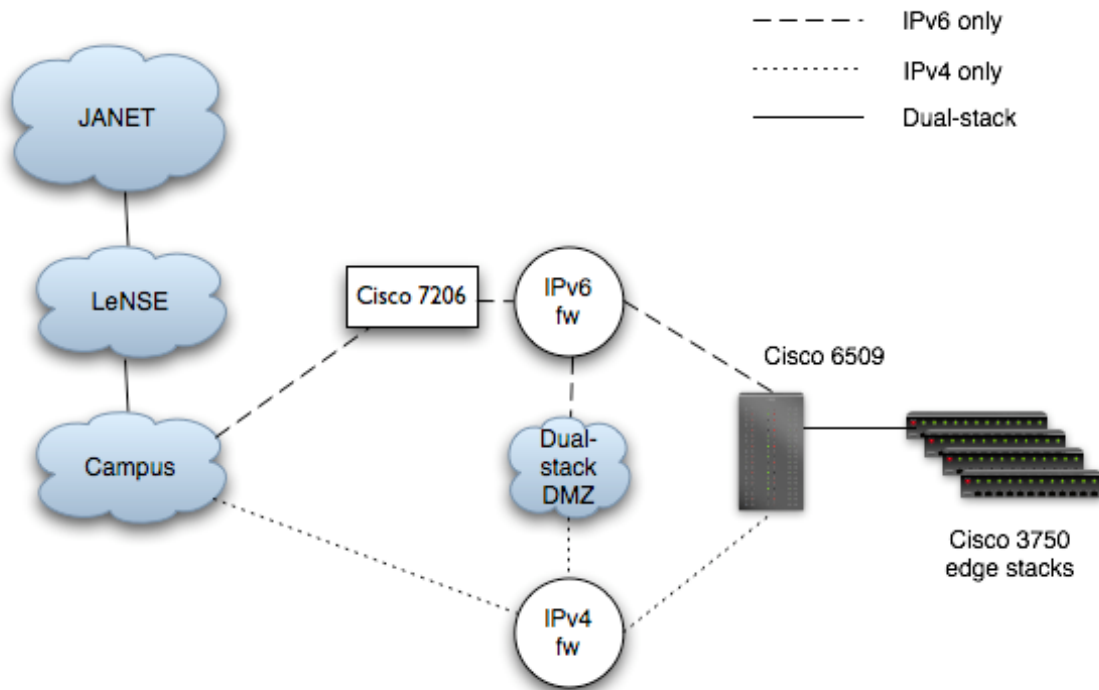 IPv6 only
IPv4 only
Dual-stack
JANET
LeNSE
Campus
Cisco 7206
IPv6
fw
Dual-
stack
DMZ
IPv4
fw
Cisco 6509
Cisco 3750
edge stacks